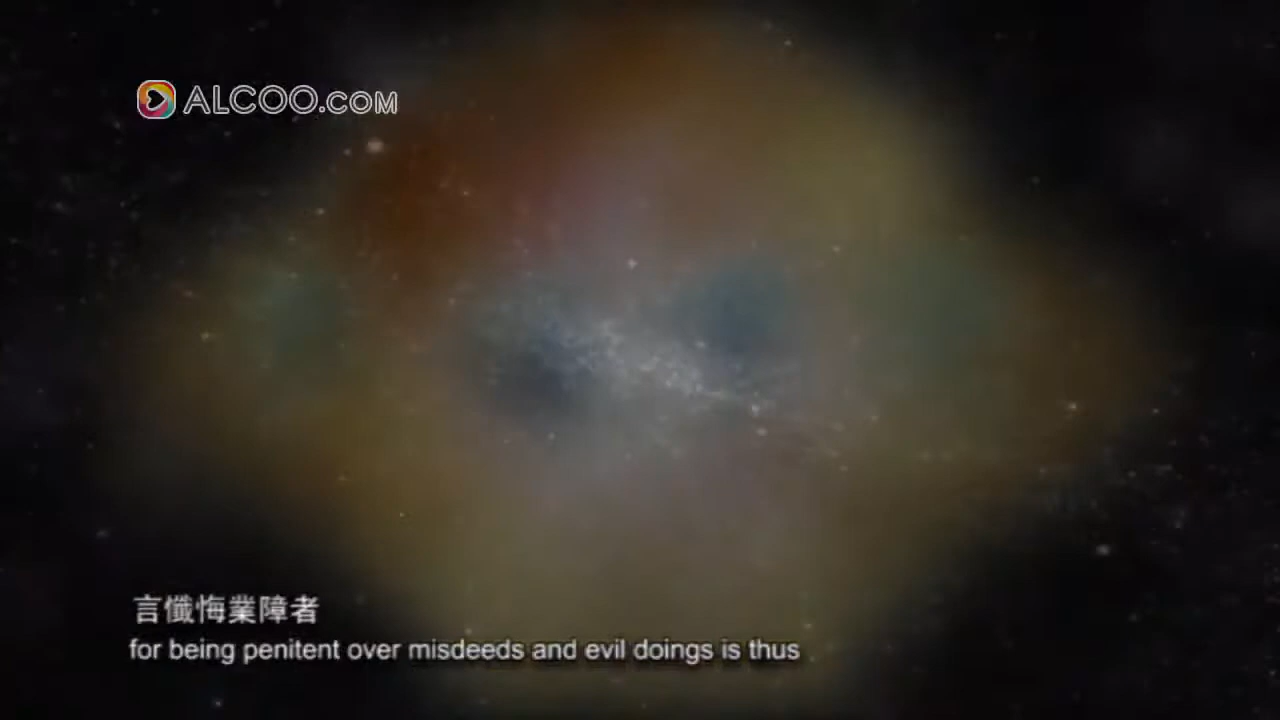 ALCOO.COM
言懺悔業障者
for being penitent over misdeeds and evil doings is thus